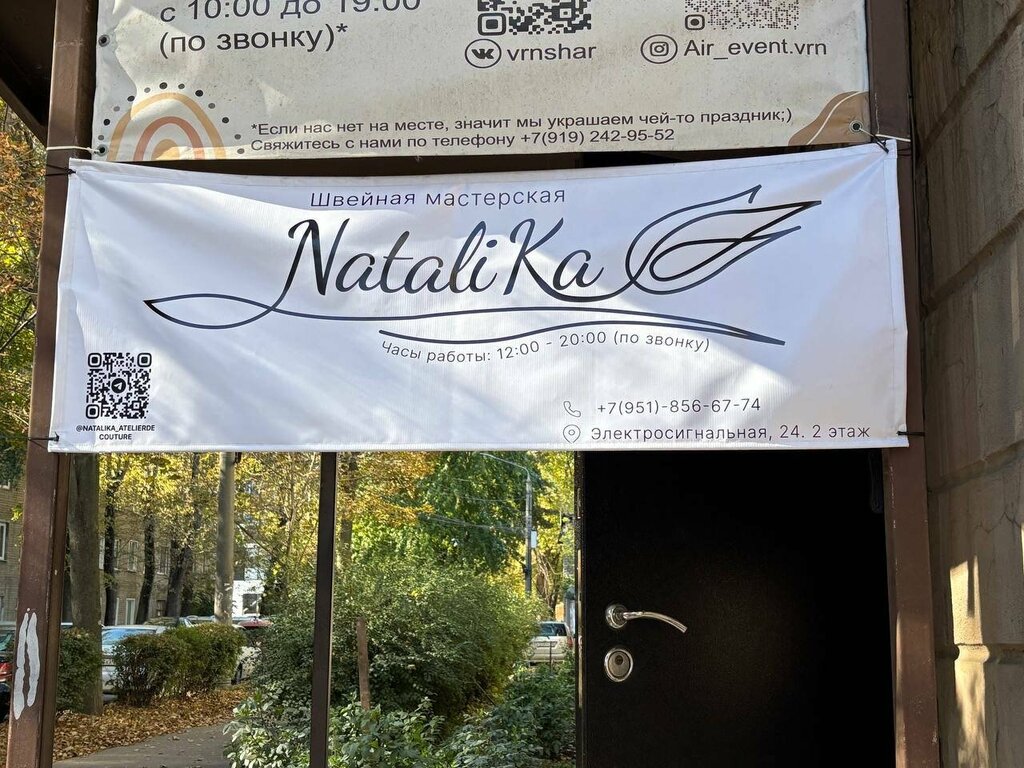 с 10:00 до 19:00
(по звонку)*
vrnshar
Air_event.vrn
*Если нас нет на месте, значит мы украшаем чей-то праздник;)
Свяжитесь с нами по телефону +7(919) 242-95-52
Швейная мастерская
NataliKa
Часы работы: 12:00 - 20:00 (по звонку)
@NATALIKA_ATELIERDE
COUTURE
+7(951)-856-67-74
Электросигнальная, 24. 2 этаж